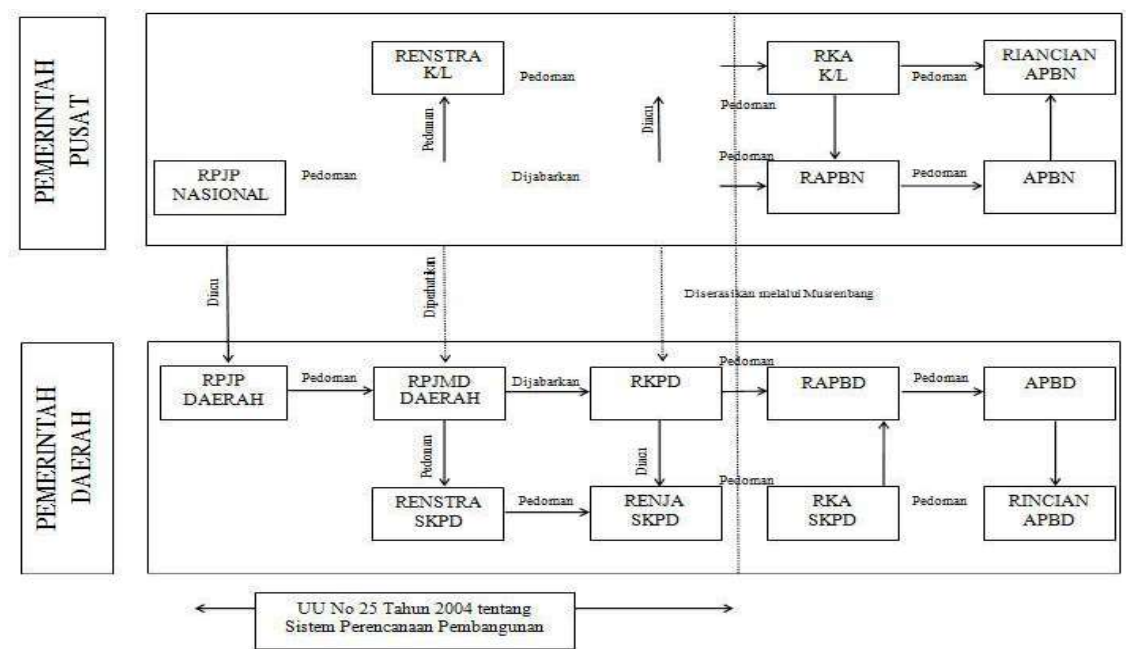 PEMERINTAH
PUSAT
RENSTRA
K/L
Pedoman
RKA
K/L
Pedoman
RIANCIAN
APBN
Pedoman
Pedoman
Diacu
Pedoman
RPJP
NASIONAL
Pedoman
Dijabarkan
RAPBN
Pedoman
APBN
Diacu
Diperhatikan
Diserasikan melalui Musrenbang
PEMERINTAH
DAERAH
RPJP
DAERAH
Pedoman
RPJMD
DAERAH
Dijabarkan
RKPD
Pedoman
RAPBD
Pedoman
APBD
Pedoman
Diacu
RENSTRA
SKPD
Pedoman
RENJA
SKPD
Pedoman
RKA
SKPD
Pedoman
RINCIAN
APBD
UU No 25 Tahun 2004 tentang
Sistem Perencanaan Pembangunan